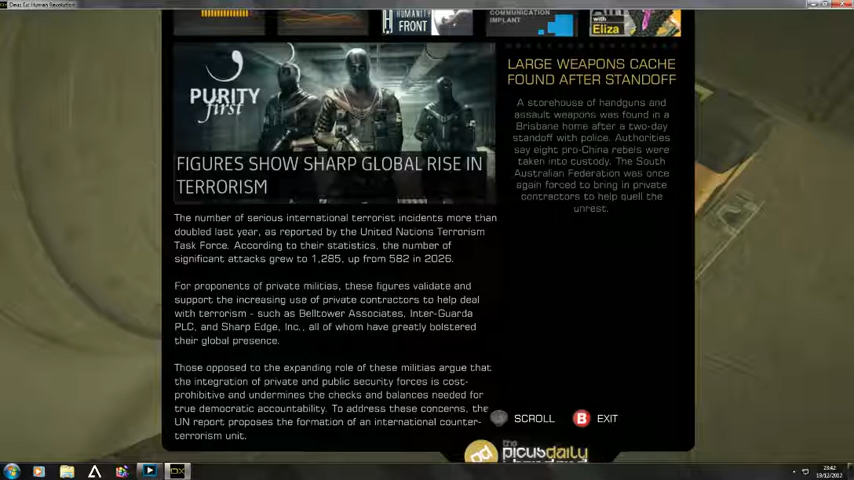 Deus Ex: Human Revolution
HUMANITY
FRONT
COMMUNICATION
IMPLANT
with
Eliza
PURITY
first
FIGURES SHOW SHARP GLOBAL RISE IN
TERRORISM
The number of serious international terrorist incidents more than
doubled last year, as reported by the United Nations Terrorism
Task Force. According to their statistics, the number of
significant attacks grew to 1,285, up from 582 in 2026.
For proponents of private militias, these figures validate and
support the increasing use of private contractors to help deal
with terrorism - such as Belltower Associates, Inter-Guarda
PLC, and Sharp Edge, Inc., all of whom have greatly bolstered
their global presence.
Those opposed to the expanding role of these militias argue that
the integration of private and public security forces is cost-
prohibitive and undermines the checks and balances needed for
true democratic accountability. To address these concerns, the
UN report proposes the formation of an international counter-
terrorism unit.
LARGE WEAPONS CACHE
FOUND AFTER STANDOFF
A storehouse of handguns and
assault weapons was found in a
Brisbane home after a two-day
standoff with police. Authorities
say eight pro-China rebels were
taken into custody. The South
Australian Federation was once
again forced to bring in private
contractors to help quell the
unrest.
SCROLL
B EXIT
the
picusdaily
23:42
19/12/2012